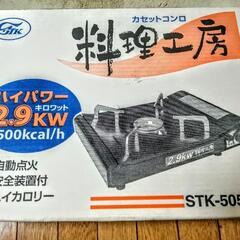 STK
カセットコンロ
料理工房
ハイパワー
2.9KW
キロワット
500kcal/h
自動点火
安全装置付
ハイカロリー
2.9KW
STK-505